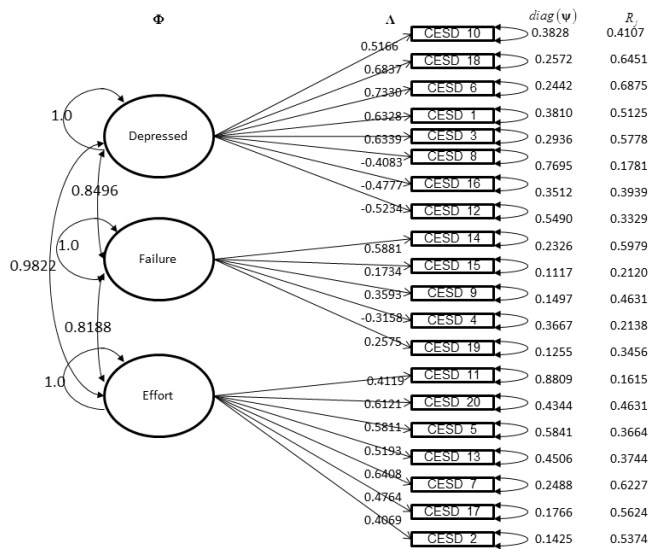 Φ Λ diag(ψ) R_j
0.5166 CESD 10 0.3828 0.4107
0.6837 CESD 18 0.2572 0.6451
0.7330 CESD 6 0.2442 0.6875
1.0 Depressed 0.6328 CESD 1 0.3810 0.5125
0.6339 CESD 3 0.2936 0.5778
-0.4083 CESD 8 0.7695 0.1781
0.8496 -0.4777 CESD 16 0.3512 0.3939
-0.5234 CESD 12 0.5490 0.3329
1.0 Failure 0.5881 CESD 14 0.2326 0.5979
0.9822 0.1734 CESD 15 0.1117 0.2120
0.3593 CESD 9 0.1497 0.4631
0.8188 -0.3158 CESD 4 0.3667 0.2138
0.2575 CESD 19 0.1255 0.3456
1.0 Effort 0.4119 CESD 11 0.8809 0.1615
0.6121 CESD 20 0.4344 0.4631
0.5811 CESD 5 0.5841 0.3664
0.5193 CESD 13 0.4506 0.3744
0.6408 CESD 7 0.2488 0.6227
0.4764 CESD 17 0.1766 0.5624
0.4069 CESD 2 0.1425 0.5374